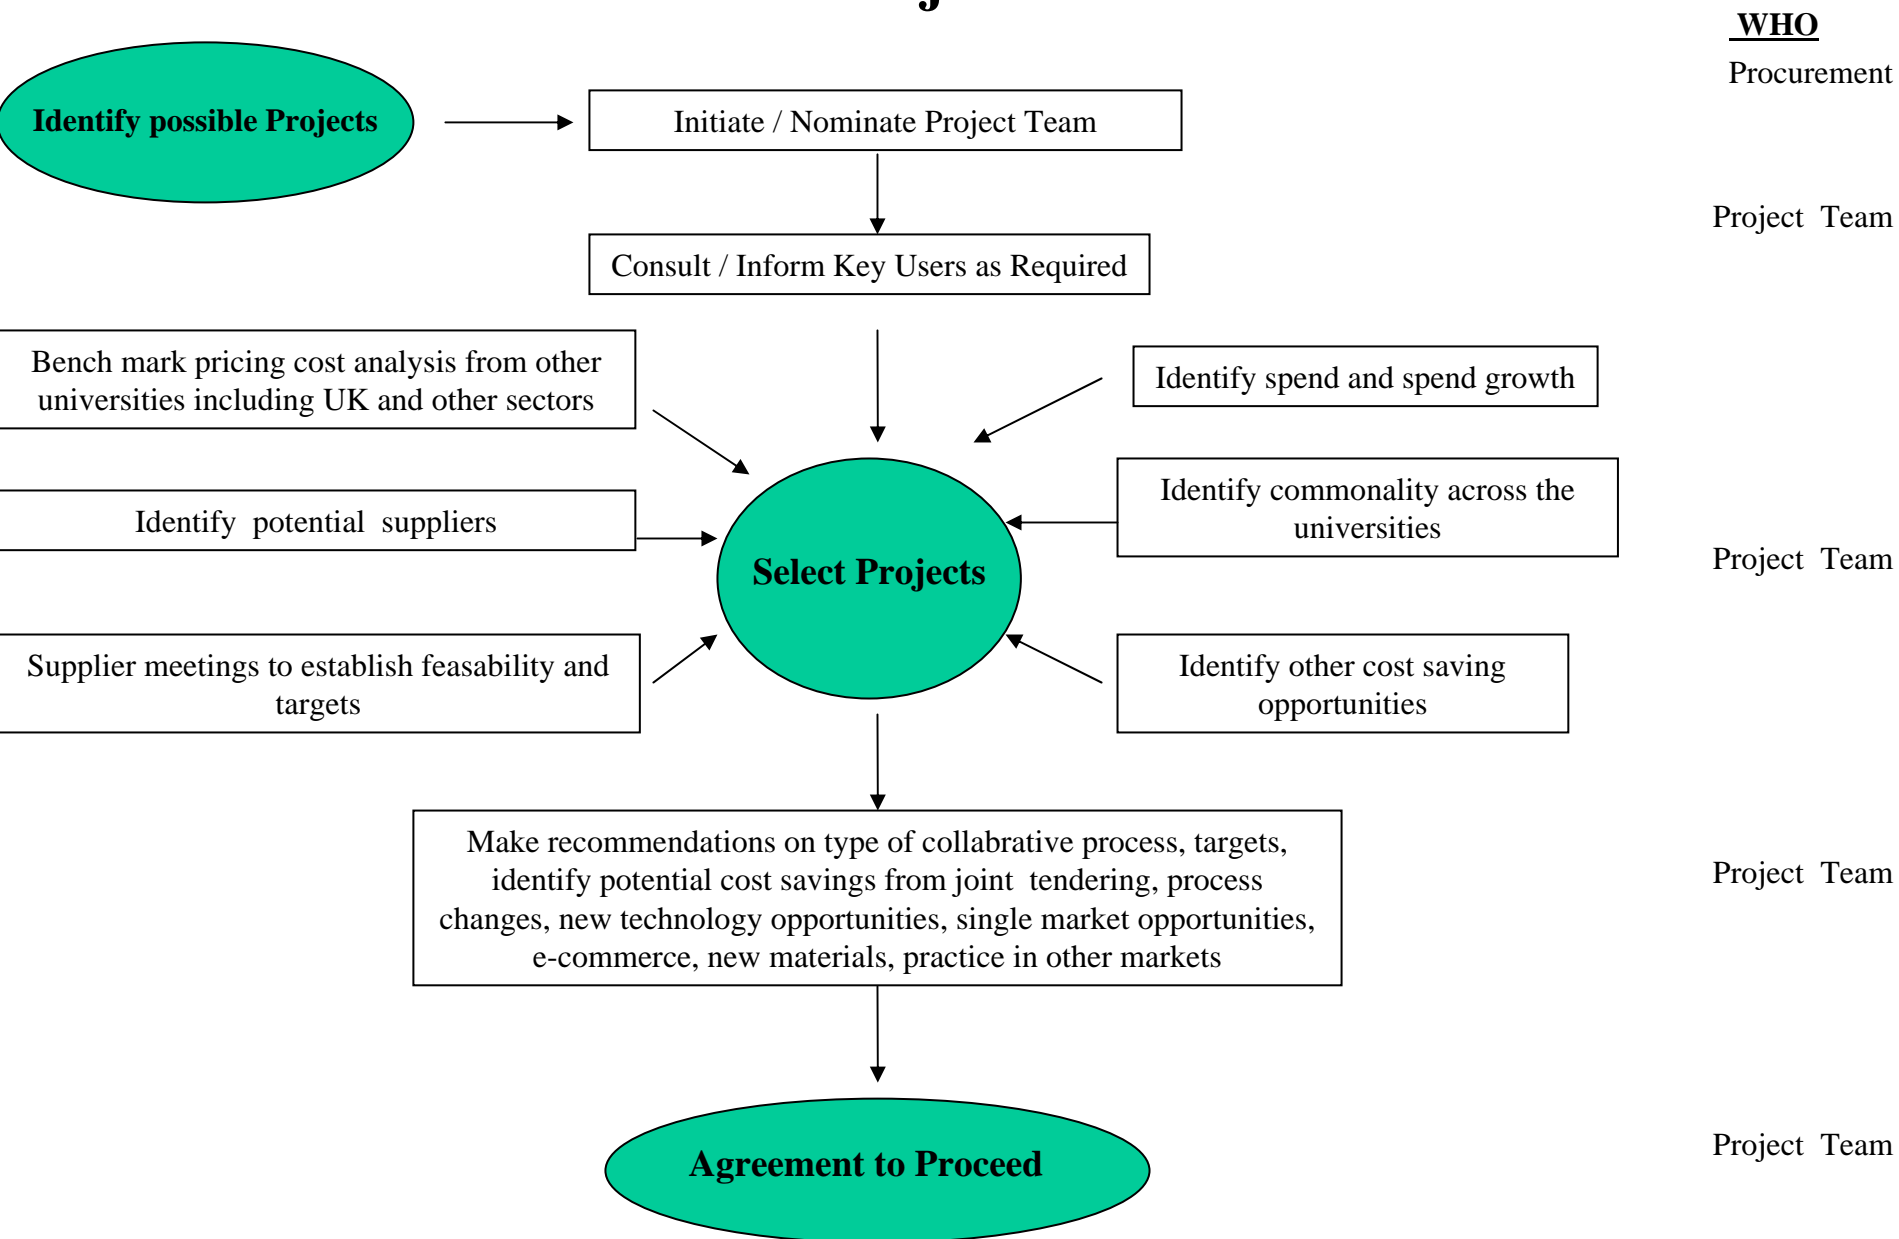 WHO
Procurement
Identify possible Projects
Initiate / Nominate Project Team
Project Team
Consult / Inform Key Users as Required
Bench mark pricing cost analysis from other
universities including UK and other sectors
Identify spend and spend growth
Identify potential suppliers
Identify commonality across the
universities
Select Projects
Project Team
Supplier meetings to establish feasability and
targets
Identify other cost saving
opportunities
Make recommendations on type of collabrative process, targets,
identify potential cost savings from joint tendering, process
changes, new technology opportunities, single market opportunities,
e-commerce, new materials, practice in other markets
Project Team
Agreement to Proceed
Project Team